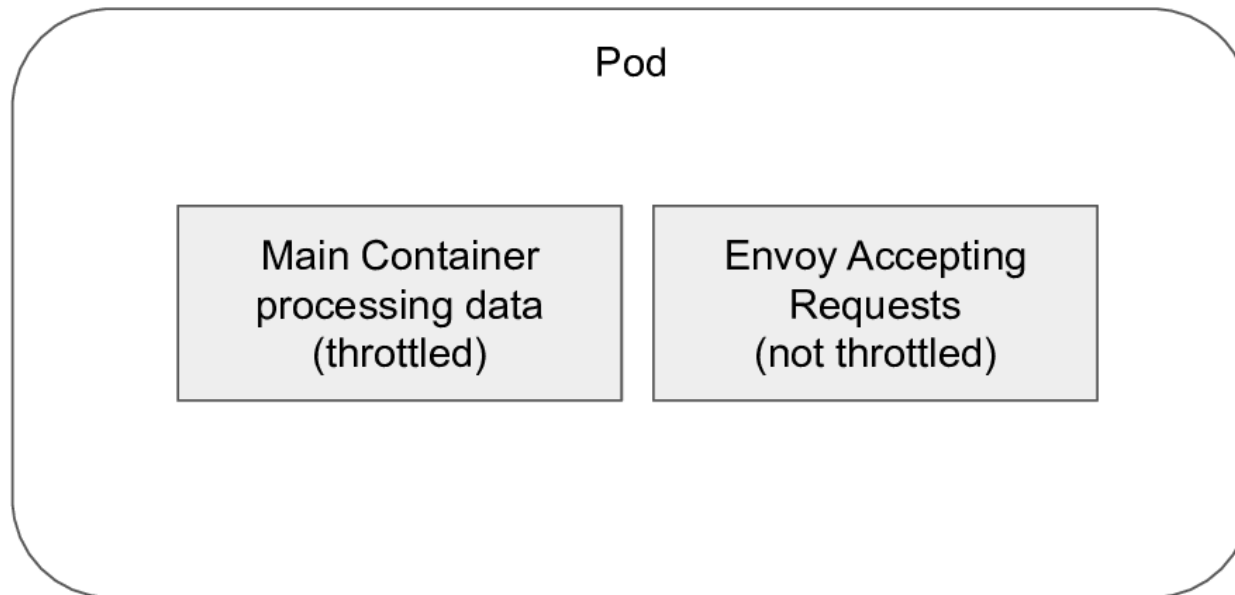 Pod
Main Container
processing data
(throttled)
Envoy Accepting
Requests
(not throttled)